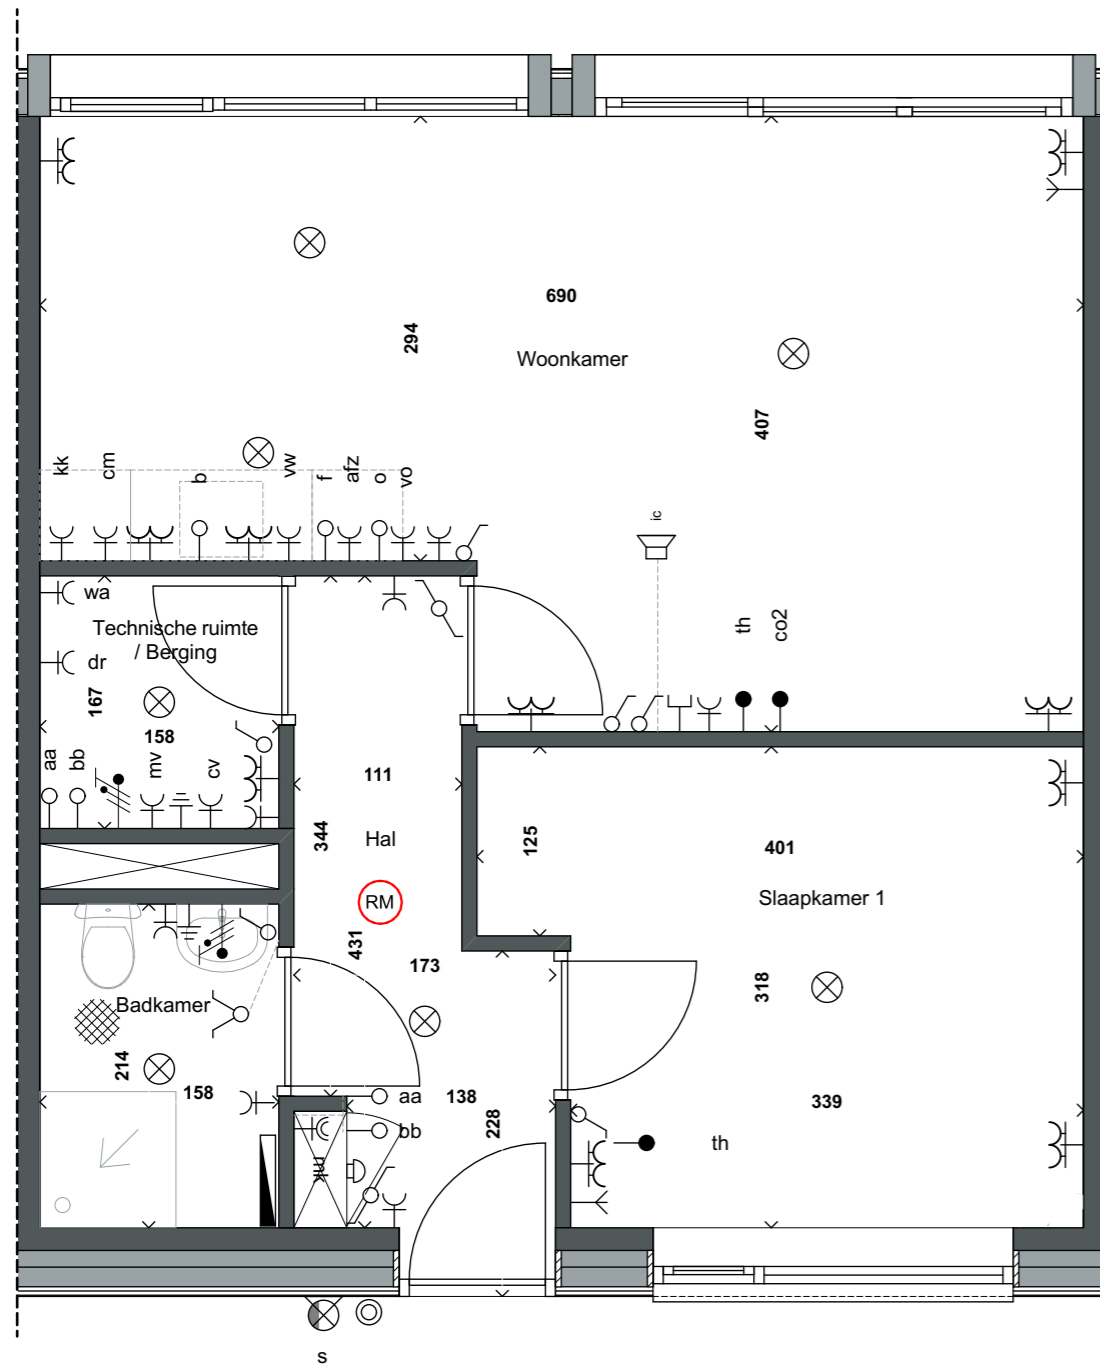 690
294
Woonkamer
407
kk
cm
b
vw
f
afz
o
vo
ic
wa
Technische ruimte
/ Berging
dr
167
158
th
co2
aa
bb
mv
cv
111
344
Hal
125
401
Slaapkamer 1
RM
431
173
318
Badkamer
214
158
aa
138
bb
228
339
th
mk
s